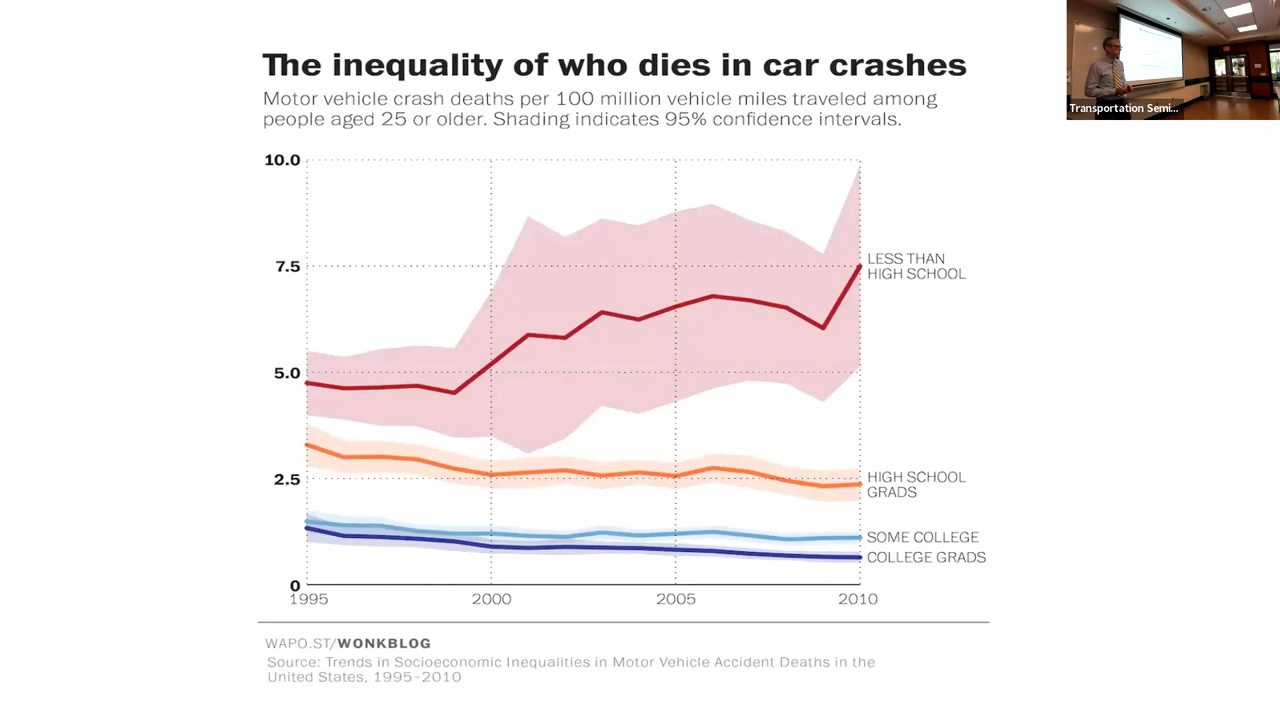 The inequality of who dies in car crashes
Motor vehicle crash deaths per 100 million vehicle miles traveled among
people aged 25 or older. Shading indicates 95% confidence intervals.
Transportation Semi...
10.0
7.5
5.0
2.5
0
LESS THAN
HIGH SCHOOL
HIGH SCHOOL
GRADS
SOME COLLEGE
COLLEGE GRADS
1995
2000
2005
2010
WAPO.ST/WONKBLOG
Source: Trends in Socioeconomic Inequalities in Motor Vehicle Accident Deaths in the
United States, 1995–2010